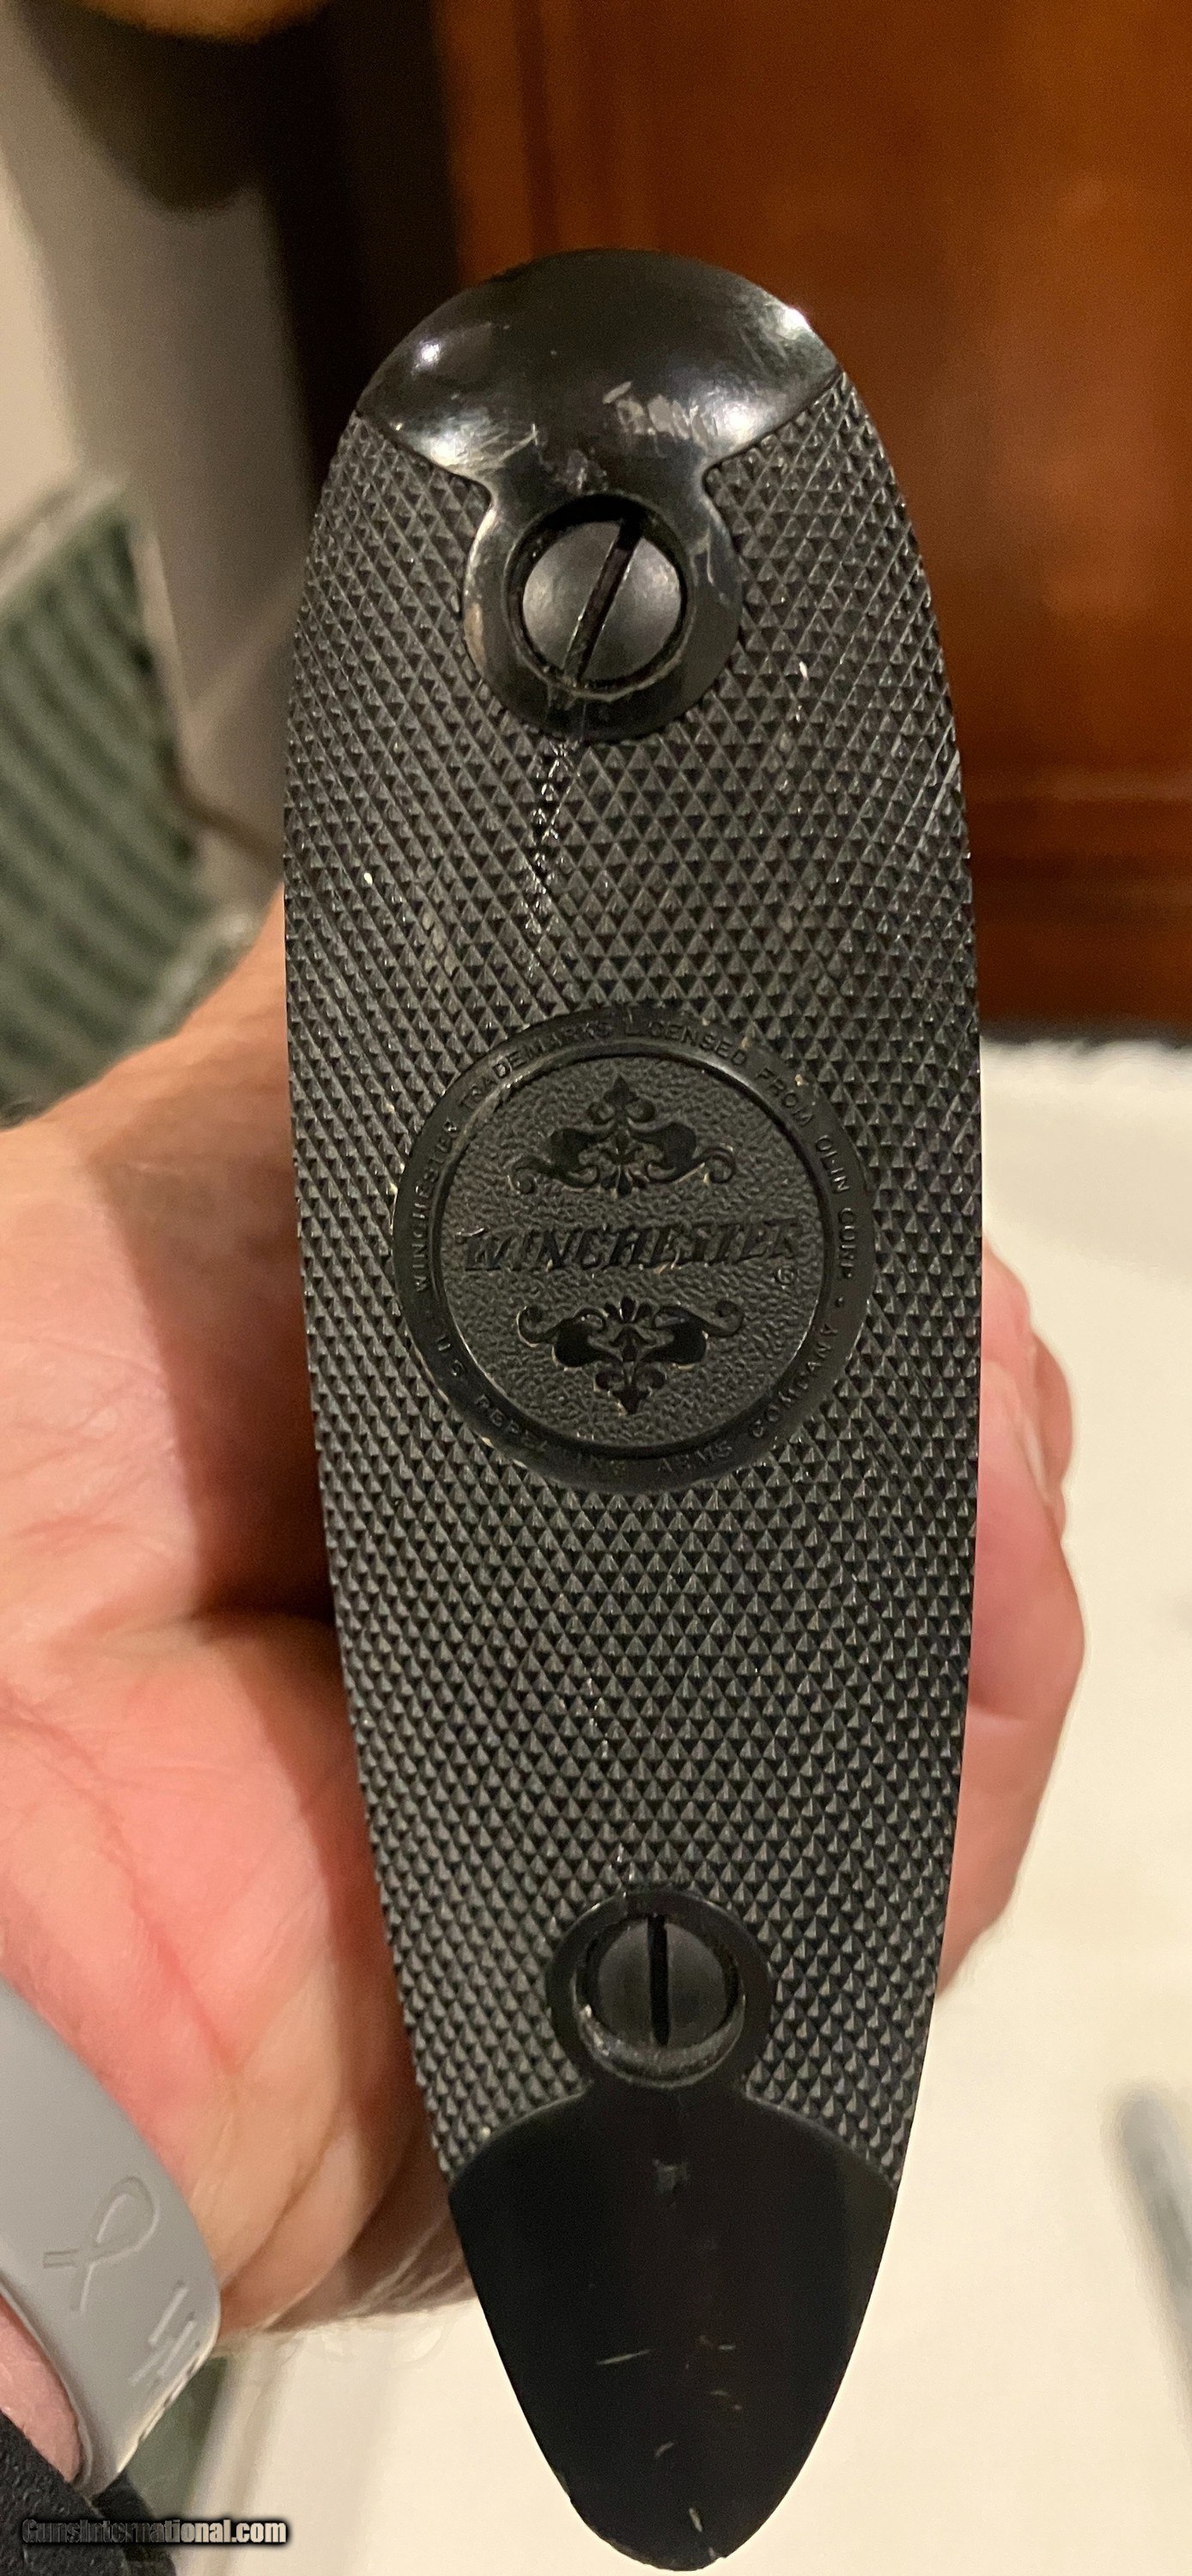 WINCHESTER TRADEMARKS LICENSED FROM OLIN CORP. •
WINCHESTER
®
U.S. REPEATING ARMS COMPANY •
GunsInternational.com